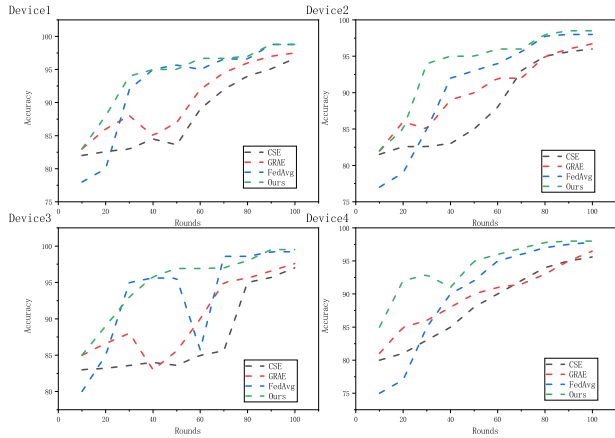 Device1
100
95
90
85
80
75
Accuracy
0
20
40
60
80
100
Rounds
CSE
GRAE
FedAvg
Ours
Device2
100
95
90
85
80
75
Accuracy
0
20
40
60
80
100
Rounds
CSE
GRAE
FedAvg
Ours
Device3
100
95
90
85
80
Accuracy
0
20
40
60
80
100
Rounds
CSE
GRAE
FedAvg
Ours
Device4
100
95
90
85
80
75
Accuracy
0
20
40
60
80
100
Rounds
CSE
GRAE
FedAvg
Ours